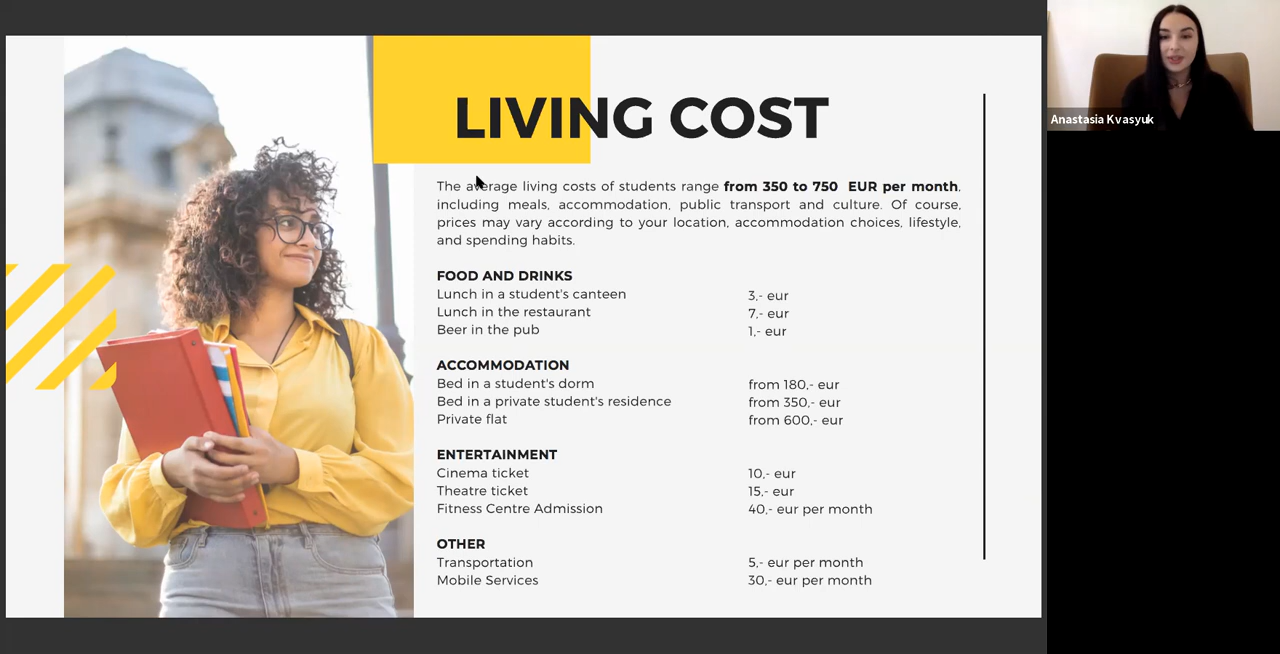 LIVING COST
The average living costs of students range from 350 to 750 EUR per month,
including meals, accommodation, public transport and culture. Of course,
prices may vary according to your location, accommodation choices, lifestyle,
and spending habits.
FOOD AND DRINKS
Lunch in a student's canteen 3,- eur
Lunch in the restaurant 7,- eur
Beer in the pub 1,- eur
ACCOMMODATION
Bed in a student's dorm from 180,- eur
Bed in a private student's residence from 350,- eur
Private flat from 600,- eur
ENTERTAINMENT
Cinema ticket 10,- eur
Theatre ticket 15,- eur
Fitness Centre Admission 40,- eur per month
OTHER
Transportation 5,- eur per month
Mobile Services 30,- eur per month
Anastasia Kvasyuk